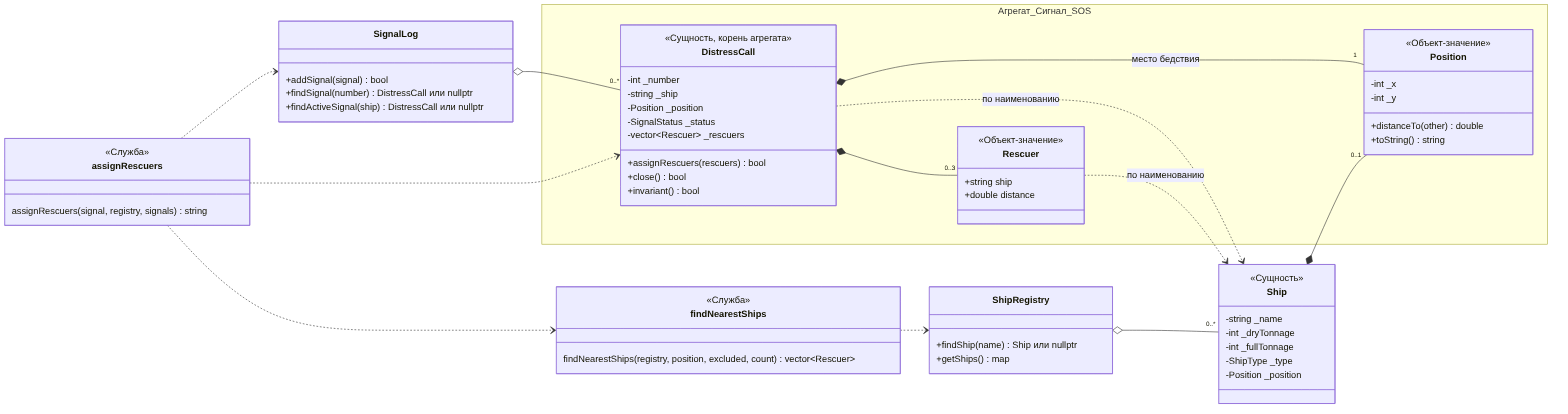 Агрегат_Сигнал_SOS
SignalLog
+addSignal(signal) : bool
+findSignal(number) : DistressCall или nullptr
+findActiveSignal(ship) : DistressCall или nullptr
0..*
«Сущность, корень агрегата»
DistressCall
-int _number
-string _ship
-Position _position
-SignalStatus _status
-vector<Rescuer> _rescuers
+assignRescuers(rescuers) : bool
+close() : bool
+invariant() : bool
место бедствия
1
«Объект-значение»
Position
-int _x
-int _y
+distanceTo(other) : double
+toString() : string
0..1
по наименованию
«Служба»
assignRescuers
assignRescuers(signal, registry, signals) : string
0..3
«Объект-значение»
Rescuer
+string ship
+double distance
по наименованию
«Служба»
findNearestShips
findNearestShips(registry, position, excluded, count) : vector<Rescuer>
ShipRegistry
+findShip(name) : Ship или nullptr
+getShips() : map
0..*
«Сущность»
Ship
-string _name
-int _dryTonnage
-int _fullTonnage
-ShipType _type
-Position _position